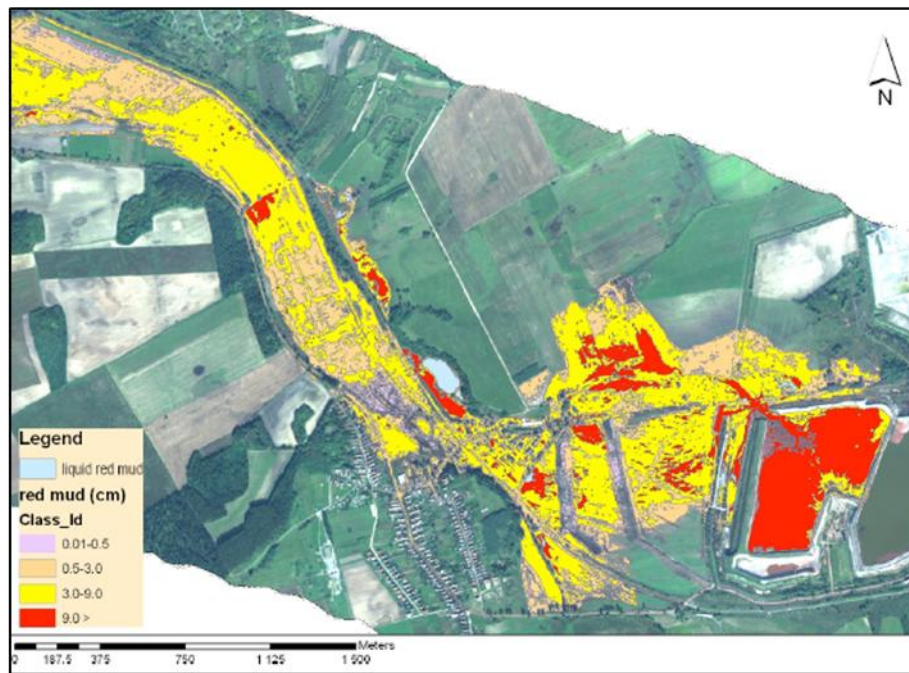 N
Legend
liquid red mud
red mud (cm)
Class_Id
0.01-0.5
0.5-3.0
3.0-9.0
9.0 >
Meters
0 187.5 375 750 1 125 1 500